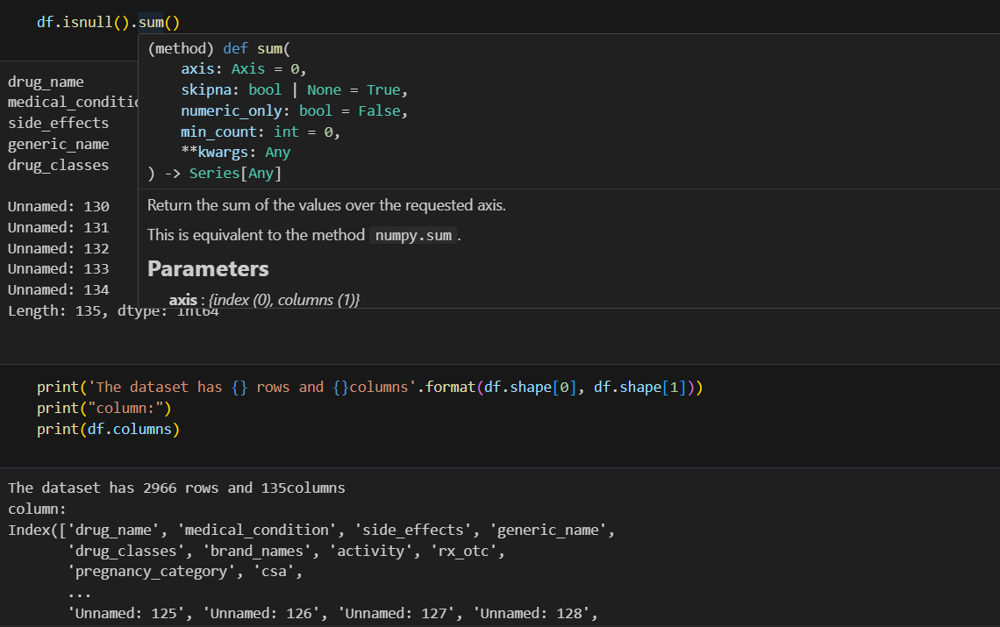 df.isnull().sum()
(method) def sum(
axis: Axis = 0,
skipna: bool | None = True,
numeric_only: bool = False,
min_count: int = 0,
**kwargs: Any
) -> Series[Any]
Return the sum of the values over the requested axis.
This is equivalent to the method numpy.sum.
Parameters
axis : {index (0), columns (1)}
drug_name
medical_conditio
side_effects
generic_name
drug_classes
Unnamed: 130
Unnamed: 131
Unnamed: 132
Unnamed: 133
Unnamed: 134
Length: 135, dtype: int64
print('The dataset has {} rows and {}columns'.format(df.shape[0], df.shape[1]))
print("column:")
print(df.columns)
The dataset has 2966 rows and 135columns
column:
Index(['drug_name', 'medical_condition', 'side_effects', 'generic_name',
'drug_classes', 'brand_names', 'activity', 'rx_otc',
'pregnancy_category', 'csa',
...
'Unnamed: 125', 'Unnamed: 126', 'Unnamed: 127', 'Unnamed: 128',